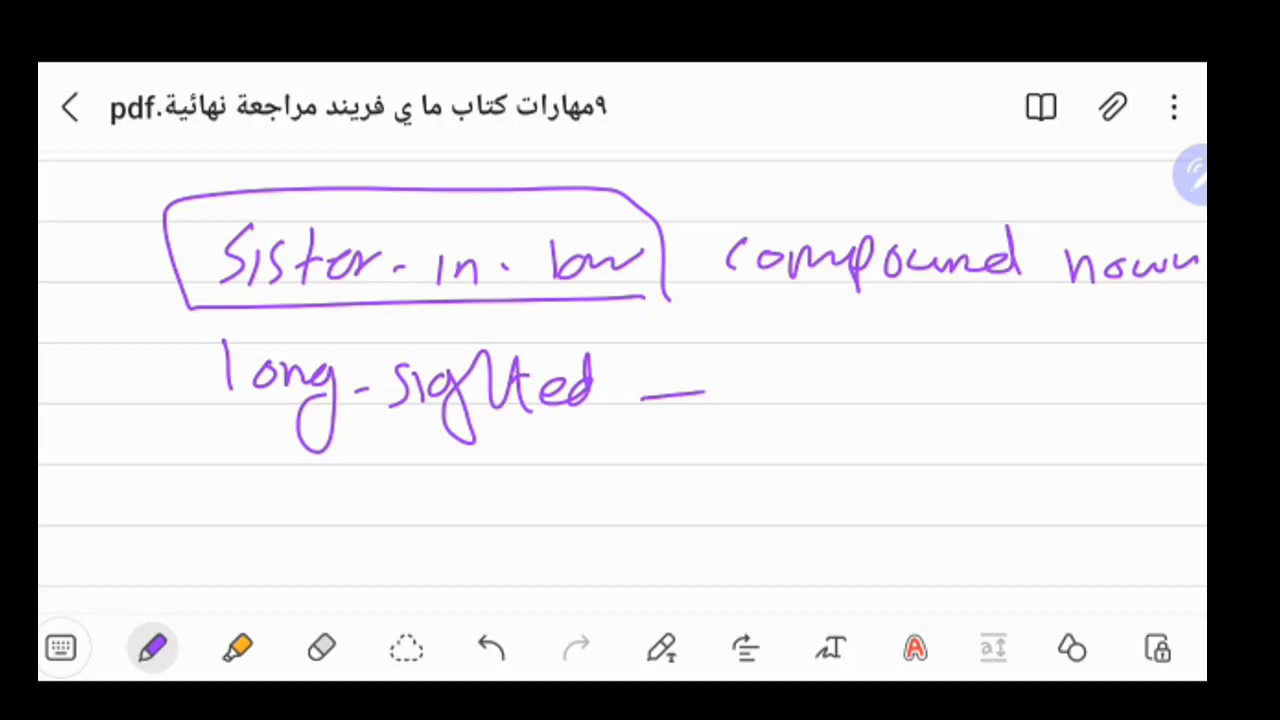 ٩مهارات كتاب ما ي فريند مراجعة نهائية.pdf
Sister-in-law compound noun
long-sighted —